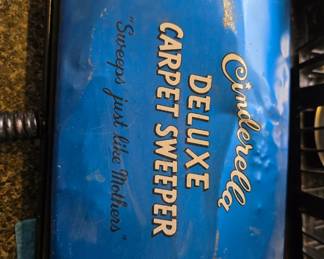 Cinderella
DELUXE
CARPET SWEEPER
"Sweeps just like Mothers"